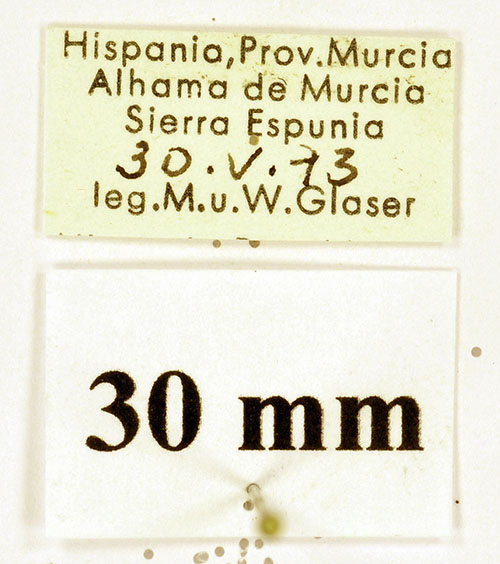 Hispania, Prov. Murcia
Alhama de Murcia
Sierra Espunia
30.V.73
leg. M. u. W. Glaser
30 mm